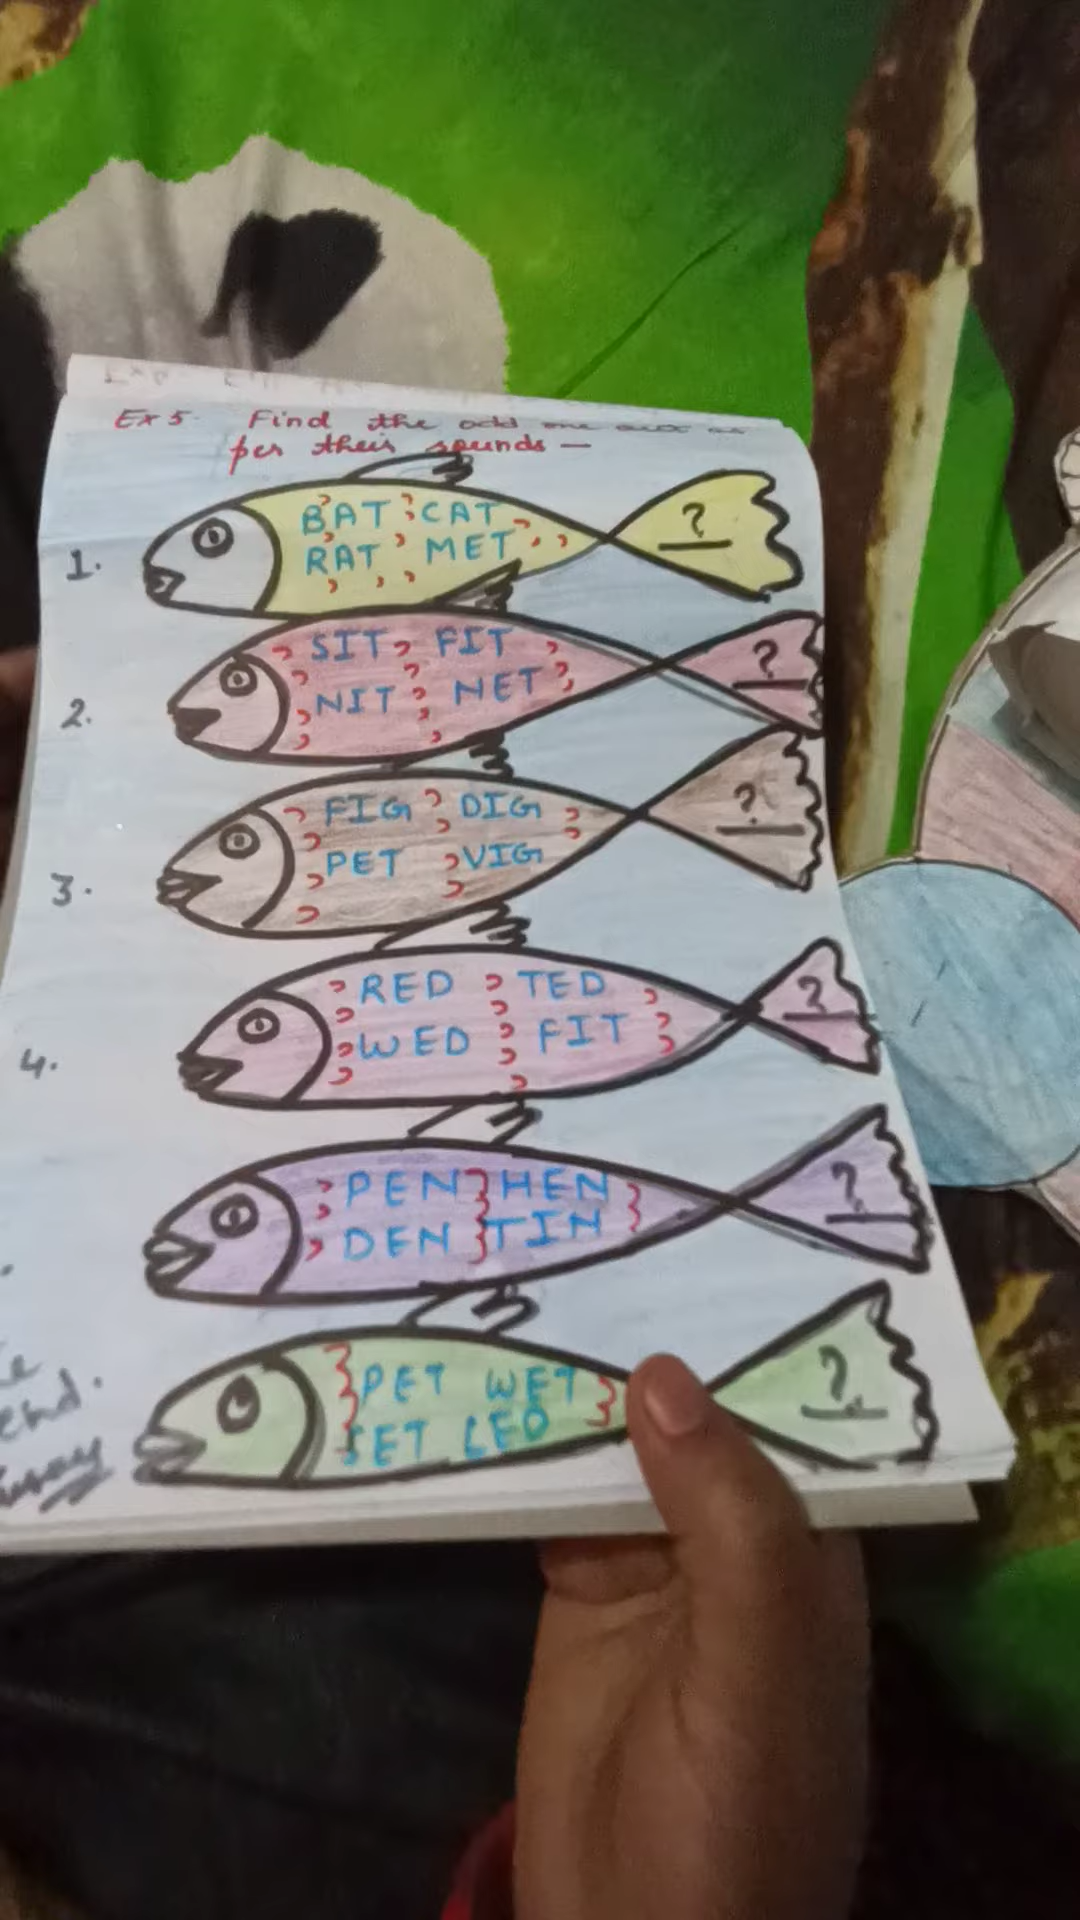 Ex 5. Find the odd one out as
per their sounds —
1.
BAT CAT
RAT MET
?
2.
SIT FIT
NIT NET
?
3.
FIG DIG
PET VIG
?
4.
RED TED
WED FIT
?
PEN HEN
DEN TIN
?
PET WET
SET LED
?